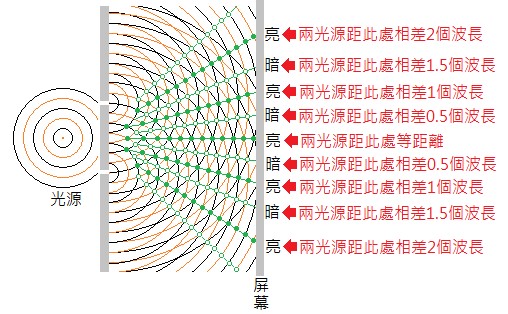 亮 兩光源距此處相差2個波長
暗 兩光源距此處相差1.5個波長
亮 兩光源距此處相差1個波長
暗 兩光源距此處相差0.5個波長
亮 兩光源距此處等距離
暗 兩光源距此處相差0.5個波長
亮 兩光源距此處相差1個波長
暗 兩光源距此處相差1.5個波長
亮 兩光源距此處相差2個波長
光源
屏幕